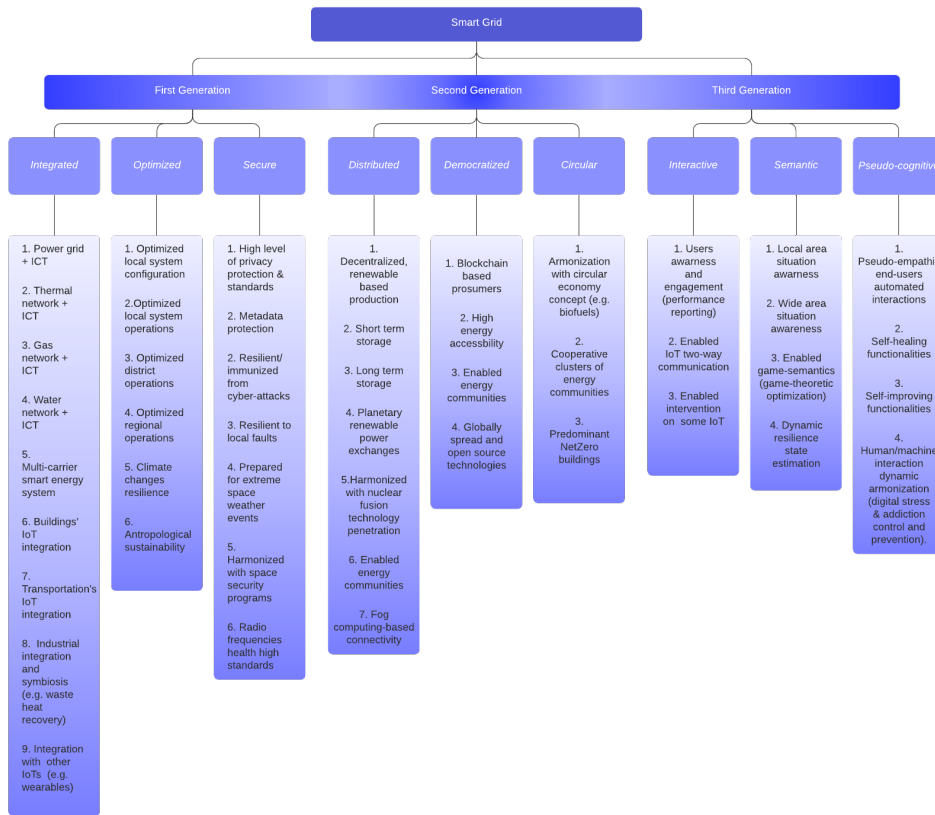 Smart Grid
First Generation
Second Generation
Third Generation
Integrated
Optimized
Secure
Distributed
Democratized
Circular
Interactive
Semantic
Pseudo-cognitive
1. Power grid
+ ICT
2. Thermal
network +
ICT
3. Gas
network +
ICT
4. Water
network +
ICT
5.
Multi-carrier
smart energy
system
6. Buildings'
IoT
integration
7.
Transportation's
IoT
integration
8. Industrial
integration
and
symbiosis
(e.g. waste
heat
recovery)
9. Integration
with other
IoTs (e.g.
wearables)
1. Optimized
local system
configuration
2.Optimized
local system
operations
3. Optimized
district
operations
4. Optimized
regional
operations
5. Climate
changes
resilience
6.
Antropological
sustainability
1. High level
of privacy
protection &
standards
2. Metadata
protection
2. Resilient/
immunized
from
cyber-attacks
3. Resilient to
local faults
4. Prepared
for extreme
space
weather
events
5.
Harmonized
with space
security
programs
6. Radio
frequencies
health high
standards
1.
Decentralized,
renewable
based
production
2. Short term
storage
3. Long term
storage
4. Planetary
renewable
power
exchanges
5.Harmonized
with nuclear
fusion
technology
penetration
6. Enabled
energy
communities
7. Fog
computing-based
connectivity
1. Blockchain
based
prosumers
2. High
energy
accessbility
3. Enabled
energy
communities
4. Globally
spread and
open source
technologies
1.
Armonization
with circular
economy
concept (e.g.
biofuels)
2.
Cooperative
clusters of
energy
communities
3.
Predominant
NetZero
buildings
1. Users
awarness
and
engagement
(performance
reporting)
2. Enabled
IoT two-way
communication
3. Enabled
intervention
on some IoT
1. Local area
situation
awarness
2. Wide area
situation
awareness
3. Enabled
game-semantics
(game-theoretic
optimization)
4. Dynamic
resilience
state
estimation
1.
Pseudo-empathi
end-users
automated
interactions
2.
Self-healing
functionalities
3.
Self-improving
functionalities
4.
Human/machine
interaction
dynamic
armonization
(digital stress
& addiction
control and
prevention).